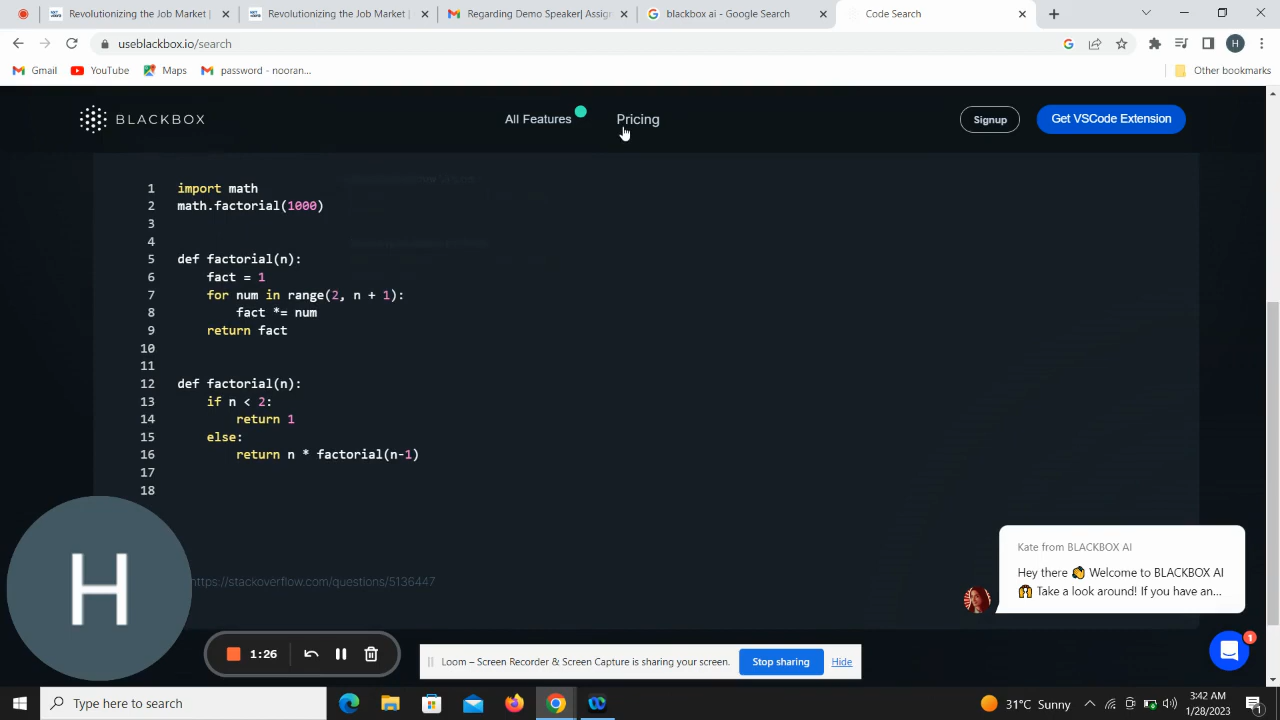 Revolutionizing the Job Market |
Revolutionizing the Job Market |
Regarding Demo Speaker| Assign
blackbox ai - Google Search
Code Search
useblackbox.io/search
H
Gmail
YouTube
Maps
password - nooran...
Other bookmarks
BLACKBOX
All Features
Pricing
Signup
Get VSCode Extension
1 import math
2 math.factorial(1000)
3
4
5 def factorial(n):
6 fact = 1
7 for num in range(2, n + 1):
8 fact *= num
9 return fact
10
11
12 def factorial(n):
13 if n < 2:
14 return 1
15 else:
16 return n * factorial(n-1)
17
18
https://stackoverflow.com/questions/5136447
H
Kate from BLACKBOX AI
Hey there 👋 Welcome to BLACKBOX AI
🙌 Take a look around! If you have an...
1
1:26
Loom – Screen Recorder & Screen Capture is sharing your screen.
Stop sharing
Hide
Type here to search
31°C Sunny
3:42 AM
1/28/2023
1